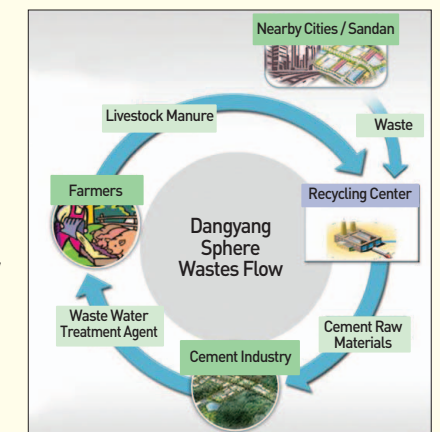 Nearby Cities / Sandan
Livestock Manure
Waste
Farmers
Recycling Center
Dangyang
Sphere
Wastes Flow
Waste Water
Treatment Agent
Cement Raw
Materials
Cement Industry